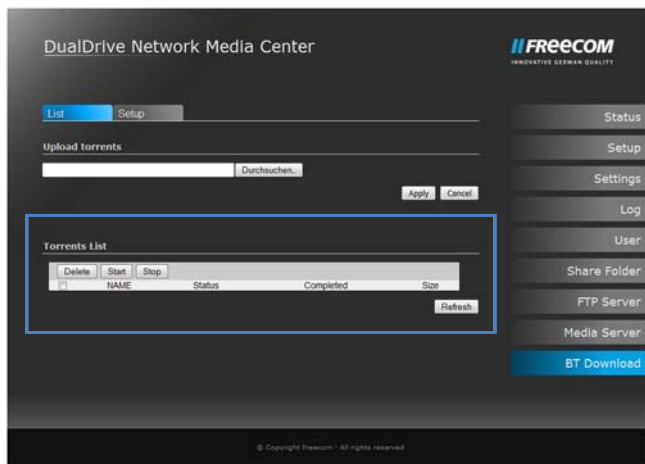 DualDrive Network Media Center
FREECOM
INNOVATIVE GERMAN QUALITY
List Setup
Upload torrents
Durchsuchen..
Apply Cancel
Torrents List
Delete Start Stop
NAME Status Completed Size
Refresh
Status
Setup
Settings
Log
User
Share Folder
FTP Server
Media Server
BT Download
© Copyright Freecom - All rights reserved